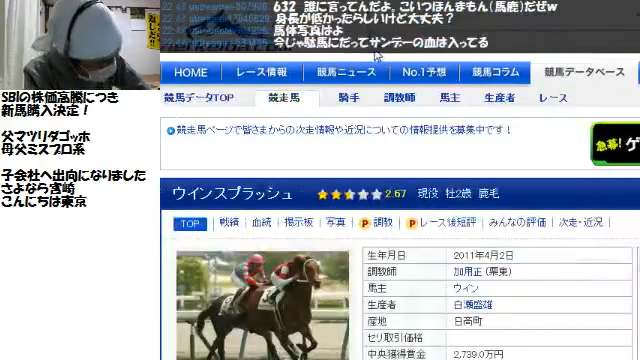 632 誰に言ってんだよ、こいつほんまもん(馬鹿)だぜw
身長が低かったらしいけど大丈夫?
馬体写真はよ
今じゃ駄馬にだってサンデーの血は入ってる
HOME レース情報 競馬ニュース No.1予想 競馬コラム 競馬データベース
競馬データTOP 競走馬 騎手 調教師 馬主 生産者 レース
SBIの株価高騰につき
新馬購入決定!
父マツリダゴッホ
母父ミスプロ系
子会社へ出向になりました
さよなら宮崎
こんにちは東京
競馬ページで皆さまからの次走情報や近況についての情報提供を募集中です!
急募! ゲ
ウインスプラッシュ 2.67 現役 牡2歳 鹿毛
TOP 戦績 血統 掲示板 写真 P 調教 P レース後短評 みんなの評価 次走・近況
生年月日 2011年4月2日
調教師 加用正 (栗東)
馬主 ウイン
生産者 白瀬盛雄
産地 日高町
セリ取引価格
中央獲得賞金 2,739.0万円